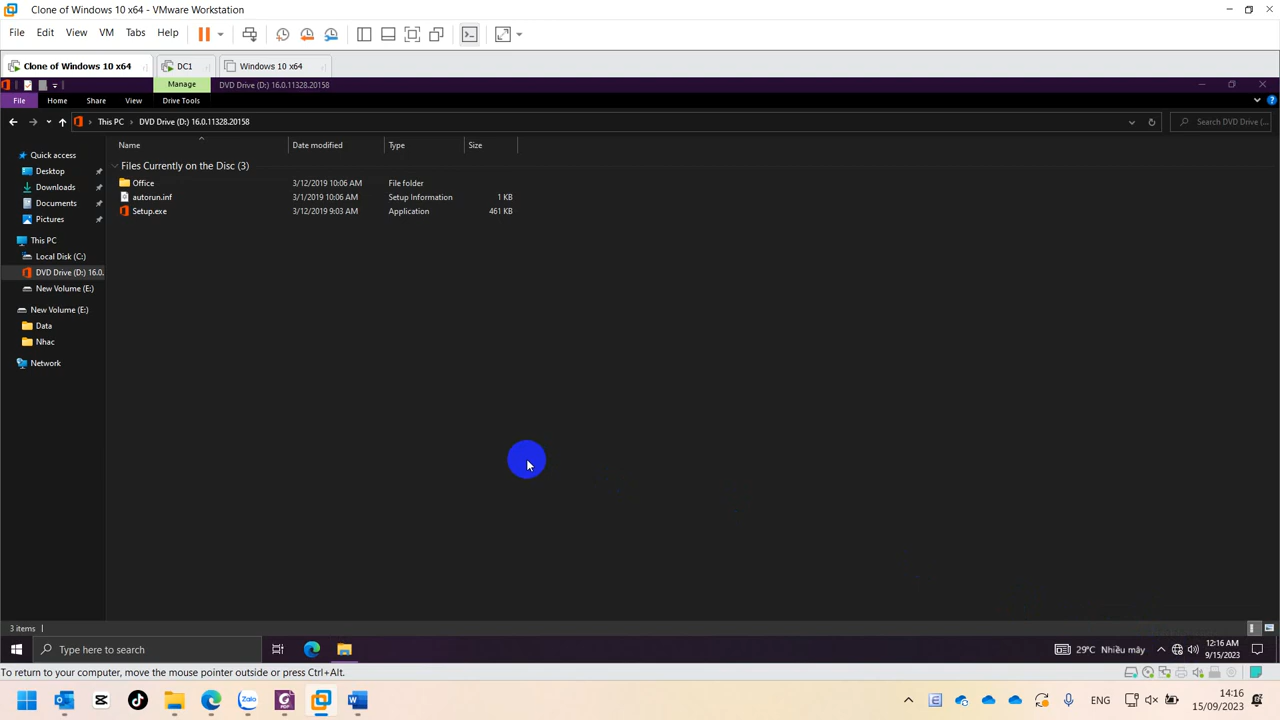 Clone of Windows 10 x64 - VMware Workstation
File Edit View VM Tabs Help
Clone of Windows 10 x64 DC1 Windows 10 x64
Manage DVD Drive (D:) 16.0.11328.20158
File Home Share View Drive Tools
This PC DVD Drive (D:) 16.0.11328.20158 Search DVD Drive (
Name Date modified Type Size
Quick access
Desktop
Downloads
Documents
Pictures
This PC
Local Disk (C:)
DVD Drive (D:) 16.0.
New Volume (E:)
New Volume (E:)
Data
Nhac
Network
Files Currently on the Disc (3)
Office 3/12/2019 10:06 AM File folder
autorun.inf 3/1/2019 10:06 AM Setup Information 1 KB
Setup.exe 3/12/2019 9:03 AM Application 461 KB
3 items
Type here to search
29°C Nhiều mây
12:16 AM
9/15/2023
To return to your computer, move the mouse pointer outside or press Ctrl+Alt.
Zalo
PDF
ENG
14:16
15/09/2023